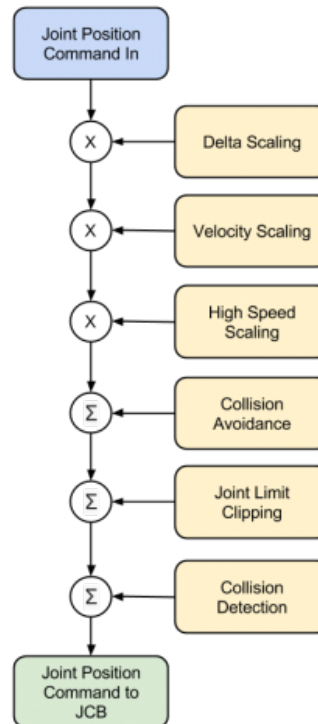 Joint Position
Command In
X
Delta Scaling
X
Velocity Scaling
X
High Speed
Scaling
Σ
Collision
Avoidance
Σ
Joint Limit
Clipping
Σ
Collision
Detection
Joint Position
Command to
JCB